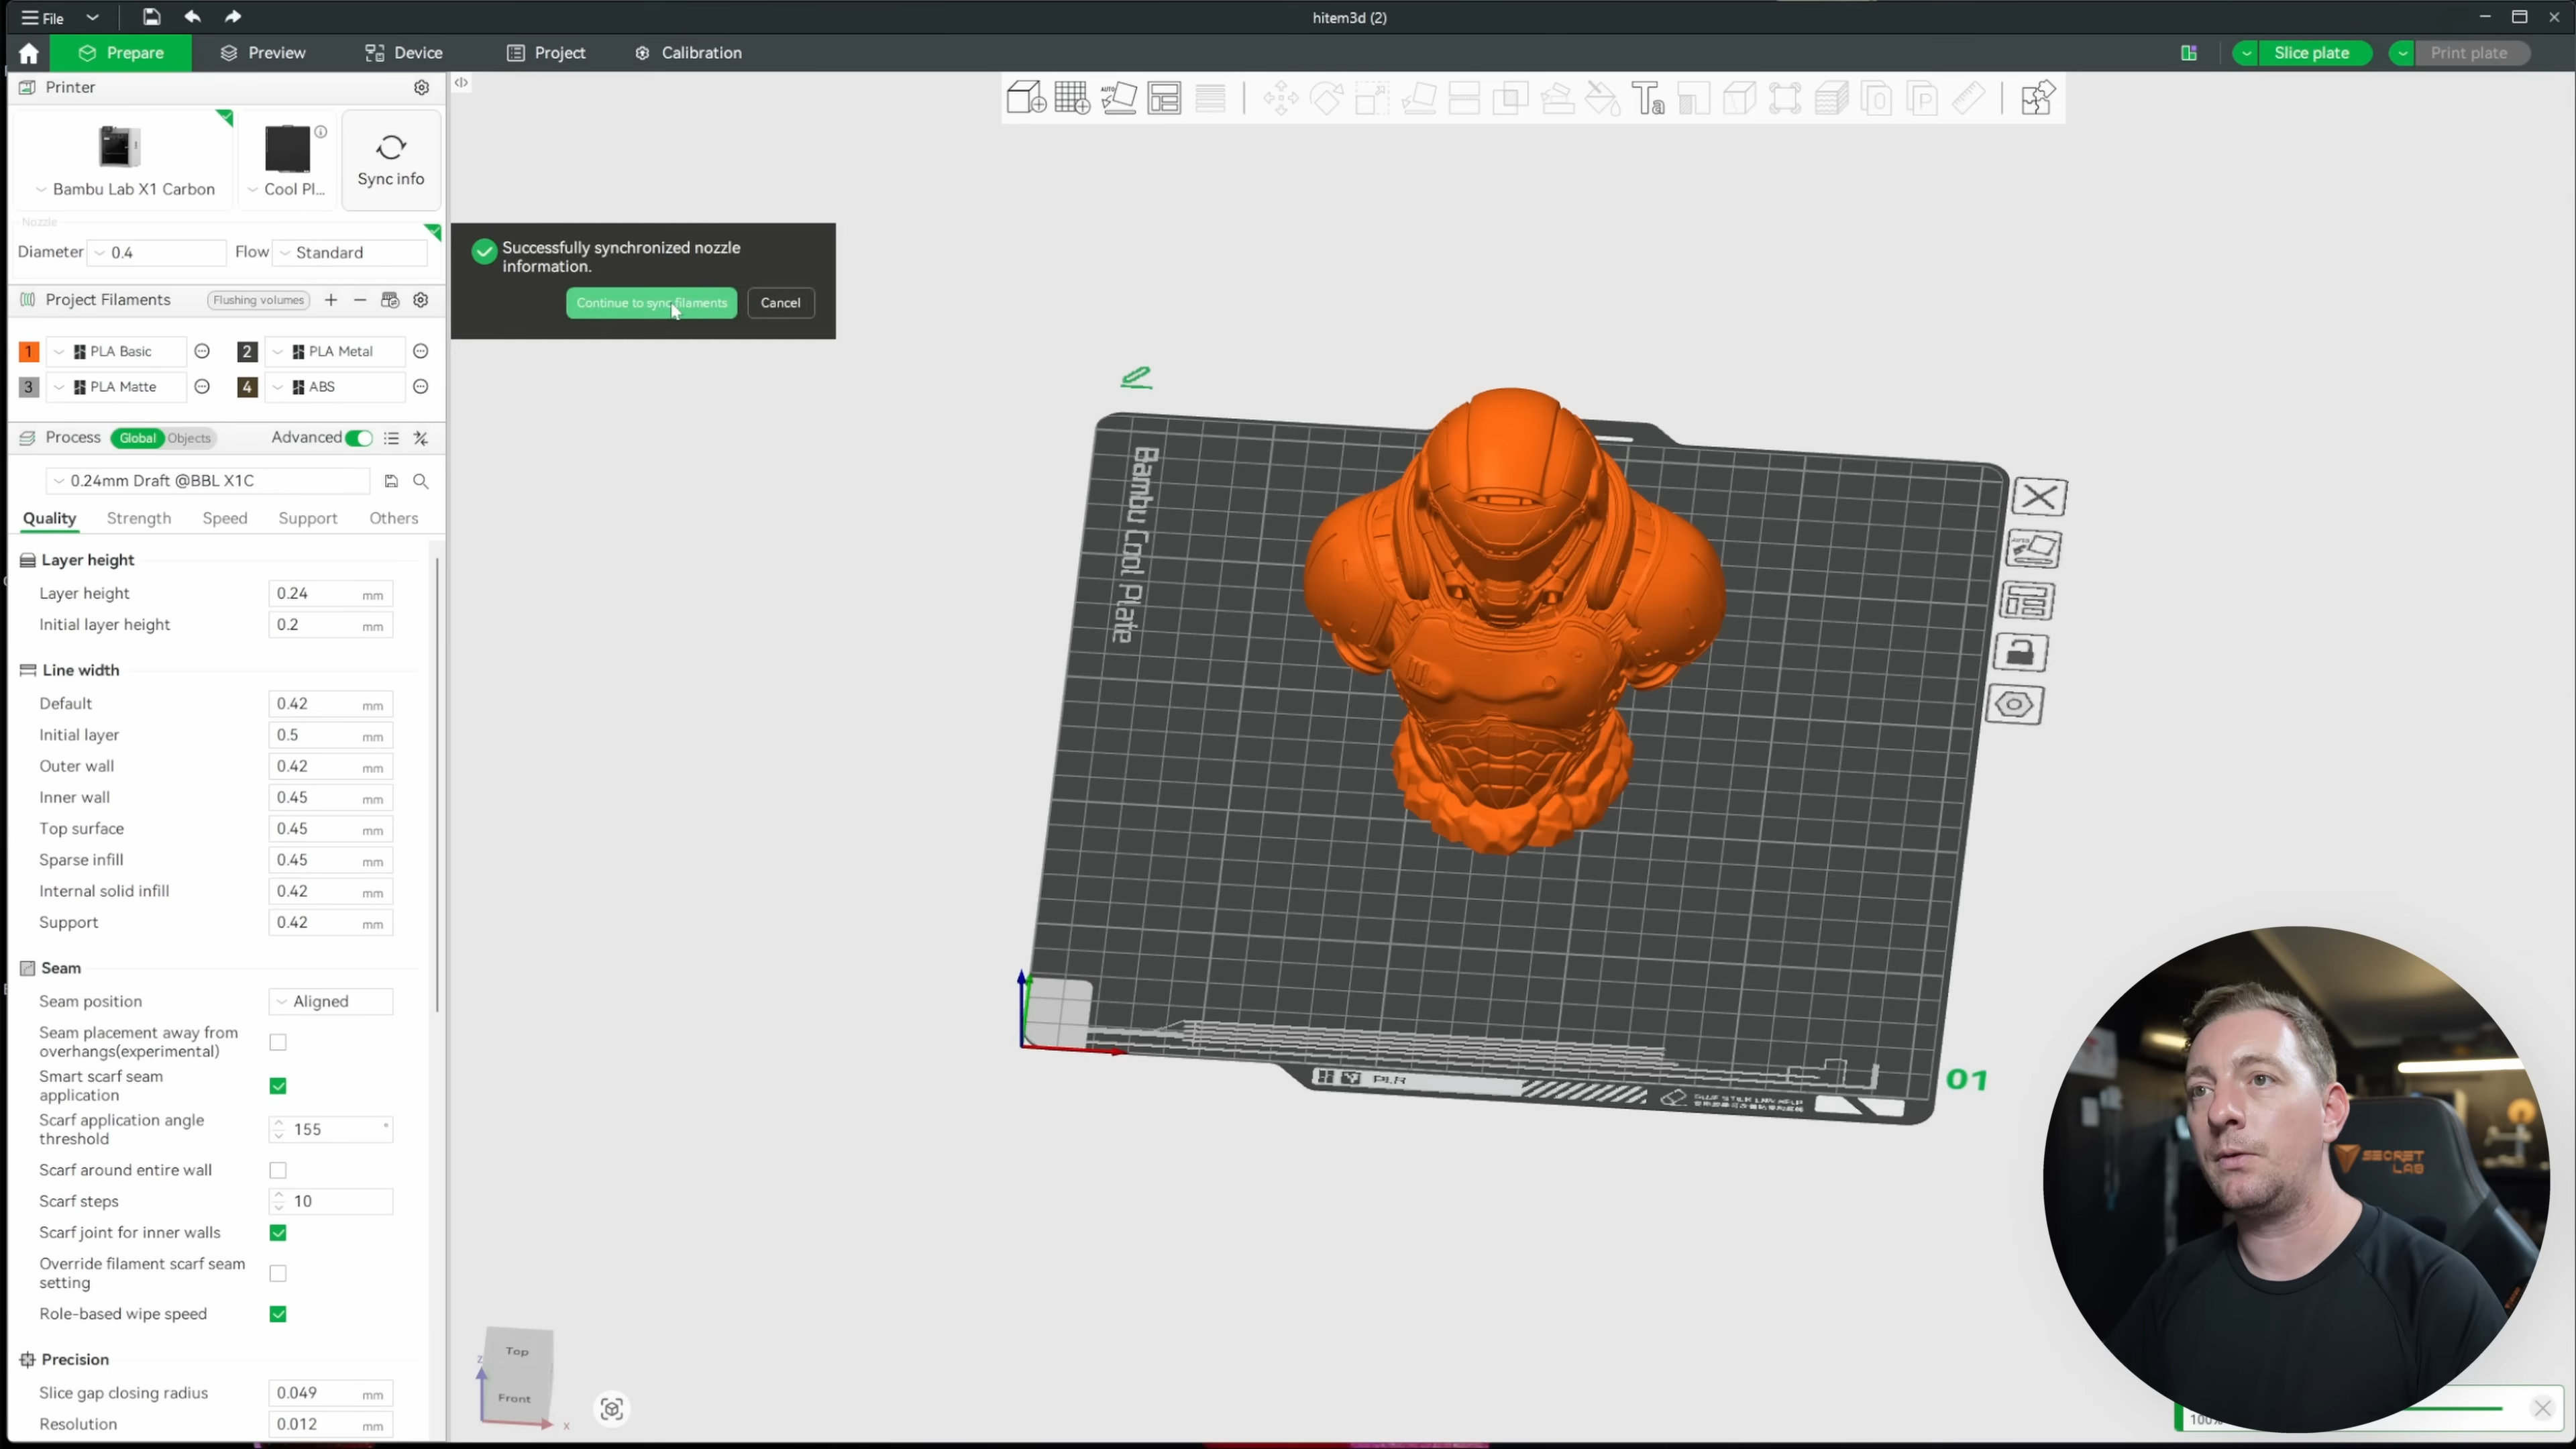 File
hitem3d (2)
Prepare
Preview
Device
Project
Calibration
Slice plate
Print plate
Printer
Bambu Lab X1 Carbon
Cool Pl...
Sync info
Nozzle
Diameter
0.4
Flow
Standard
Successfully synchronized nozzle
information.
Continue to sync filaments
Cancel
Project Filaments
Flushing volumes
1
PLA Basic
2
PLA Metal
3
PLA Matte
4
ABS
Process
Global
Objects
Advanced
0.24mm Draft @BBL X1C
Quality
Strength
Speed
Support
Others
Layer height
Layer height
0.24
mm
Initial layer height
0.2
mm
Line width
Default
0.42
mm
Initial layer
0.5
mm
Outer wall
0.42
mm
Inner wall
0.45
mm
Top surface
0.45
mm
Sparse infill
0.45
mm
Internal solid infill
0.42
mm
Support
0.42
mm
Seam
Seam position
Aligned
Seam placement away from
overhangs(experimental)
Smart scarf seam
application
Scarf application angle
threshold
155
°
Scarf around entire wall
Scarf steps
10
Scarf joint for inner walls
Override filament scarf seam
setting
Role-based wipe speed
Precision
Slice gap closing radius
0.049
mm
Resolution
0.012
mm
AUTO
Bambu Cool Plate
PLA
01
Top
Front
z
x
SECRET
LAB
100%